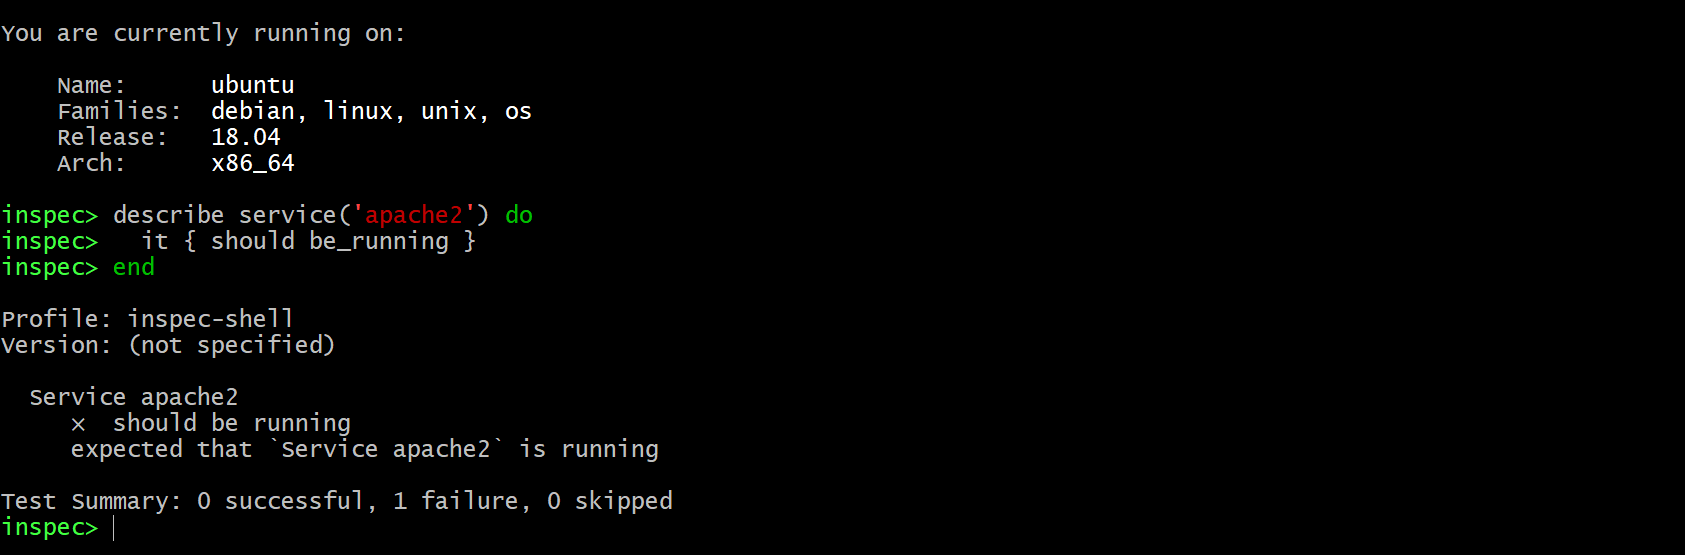 You are currently running on:
Name: ubuntu
Families: debian, linux, unix, os
Release: 18.04
Arch: x86_64
inspec> describe service('apache2') do
inspec> it { should be_running }
inspec> end
Profile: inspec-shell
Version: (not specified)
Service apache2
× should be running
expected that `Service apache2` is running
Test Summary: 0 successful, 1 failure, 0 skipped
inspec>